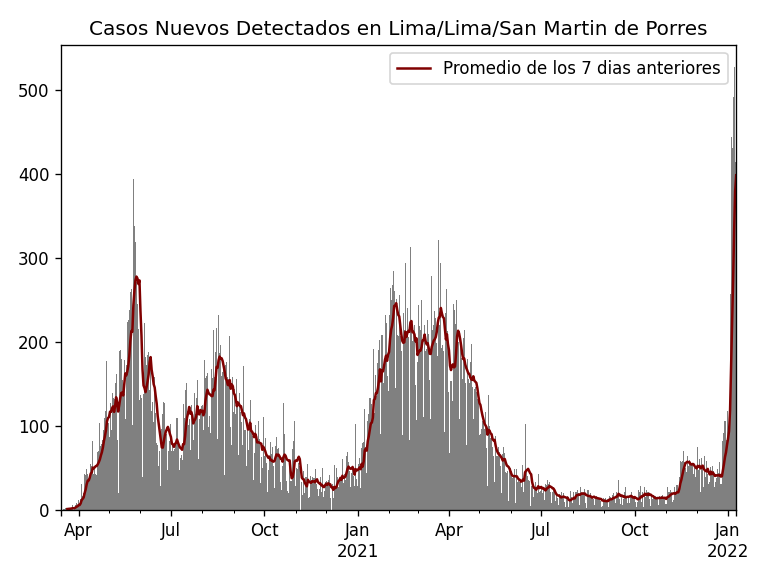 Casos Nuevos Detectados en Lima/Lima/San Martin de Porres
Promedio de los 7 dias anteriores
500
400
300
200
100
0
Apr Jul Oct Jan Apr Jul Oct Jan
2021 2022